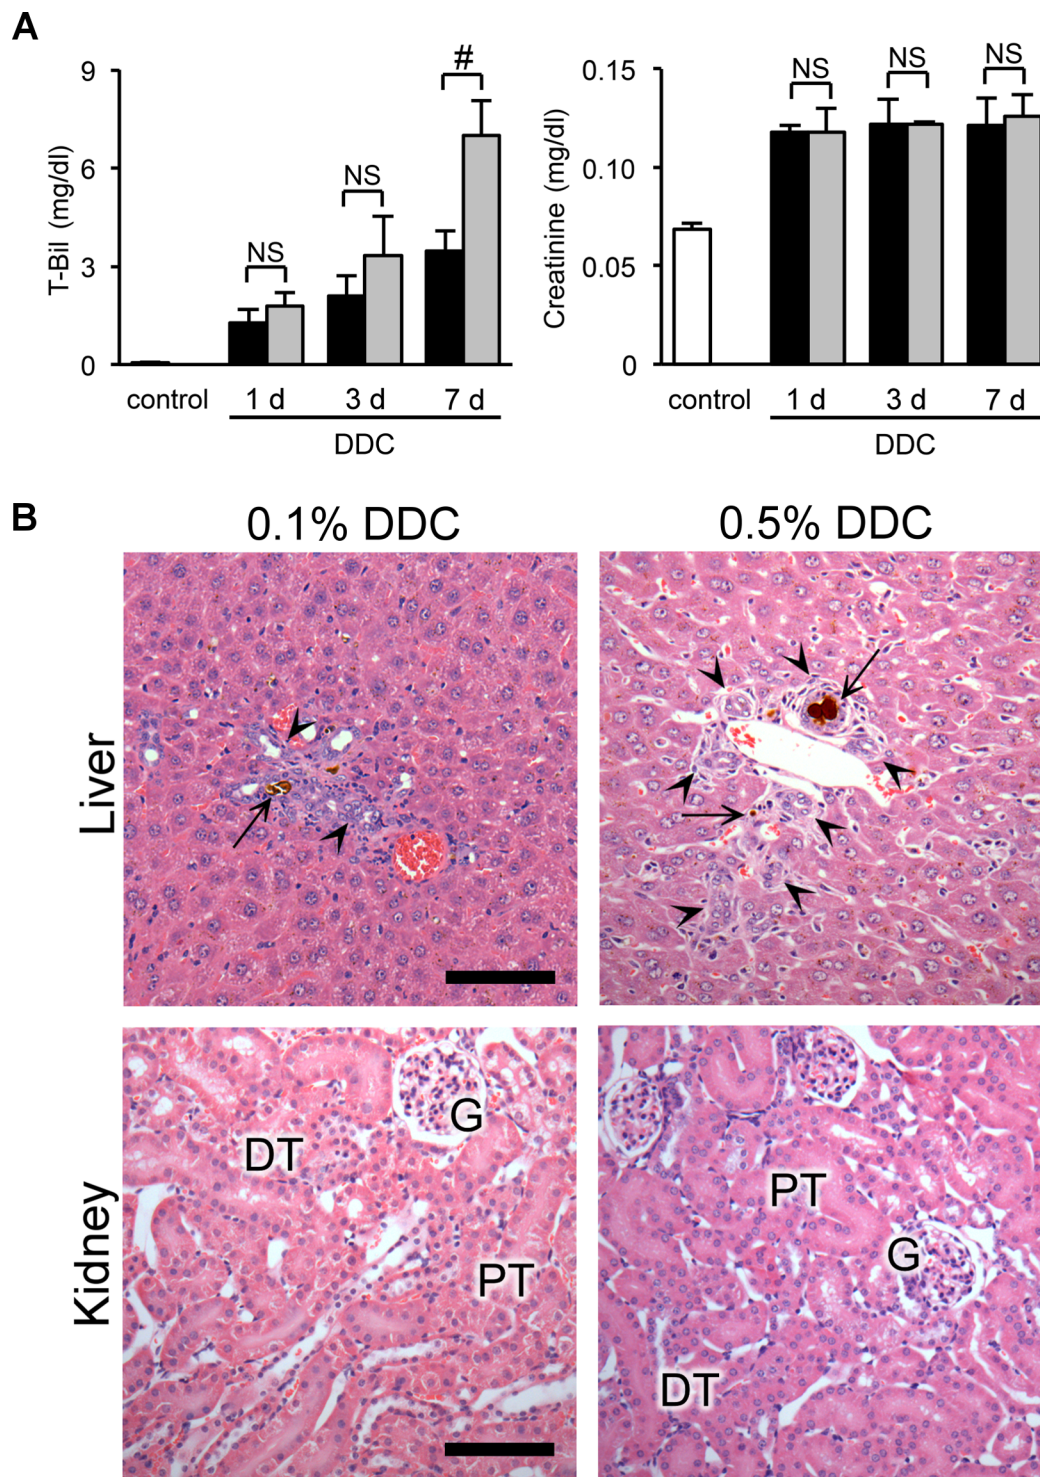 A
T-Bil (mg/dl)
9
6
3
0
NS
NS
#
control
1 d
3 d
7 d
DDC
Creatinine (mg/dl)
0.15
0.10
0.05
0
NS
NS
NS
control
1 d
3 d
7 d
DDC
B
0.1% DDC
0.5% DDC
Liver
Kidney
G
DT
PT
PT
G
DT